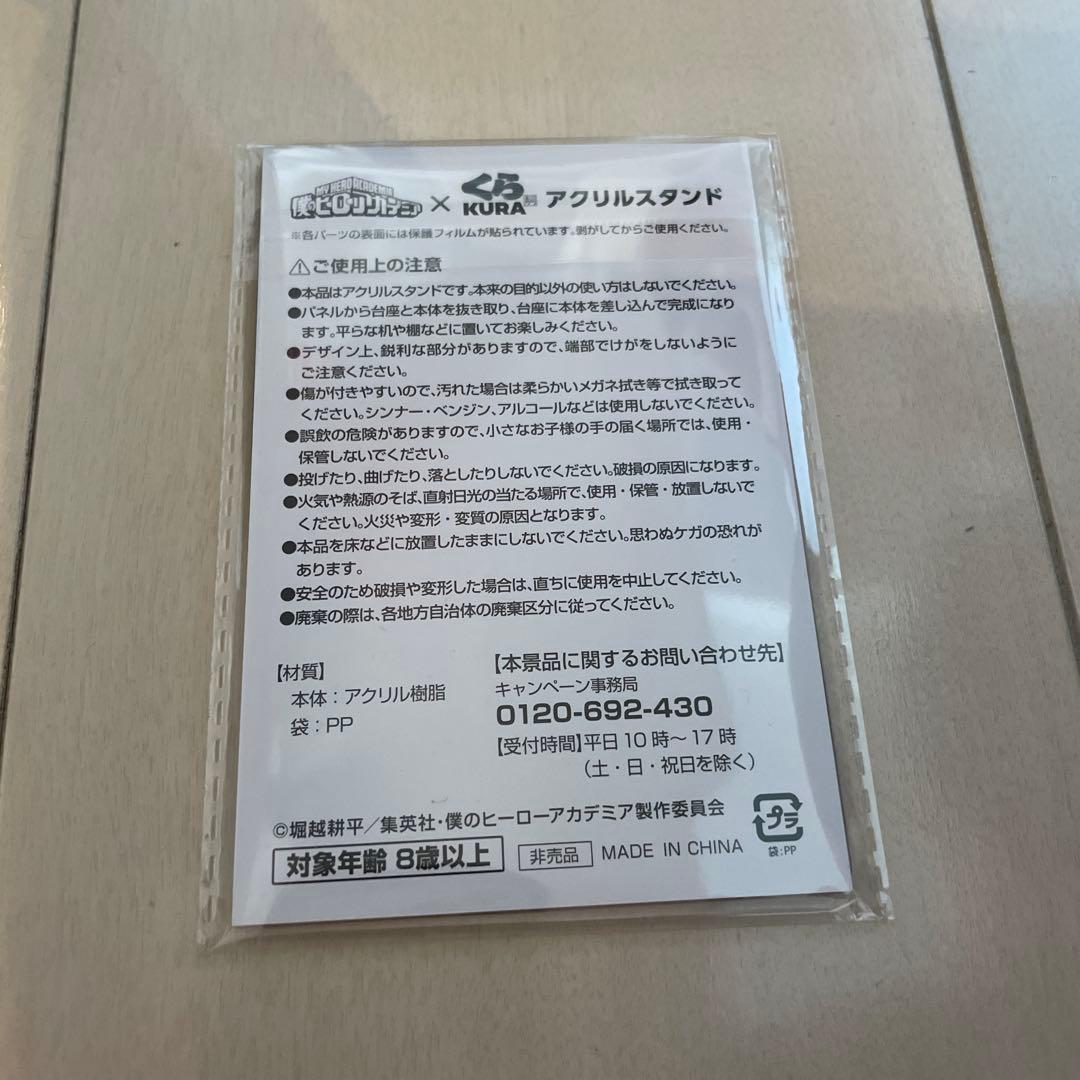 MY HERO ACADEMIA
僕のヒーローアカデミア × くら KURA アクリルスタンド
※各パーツの表面には保護フィルムが貼られています。剥がしてからご使用ください。
⚠ご使用上の注意
●本品はアクリルスタンドです。本来の目的以外の使い方はしないでください。
●パネルから台座と本体を抜き取り、台座に本体を差し込んで完成になり
ます。平らな机や棚などに置いてお楽しみください。
●デザイン上、鋭利な部分がありますので、端部でけがをしないように
ご注意ください。
●傷が付きやすいので、汚れた場合は柔らかいメガネ拭き等で拭き取って
ください。シンナー・ベンジン、アルコールなどは使用しないでください。
●誤飲の危険がありますので、小さなお子様の手の届く場所では、使用・
保管しないでください。
●投げたり、曲げたり、落としたりしないでください。破損の原因になります。
●火気や熱源のそば、直射日光の当たる場所で、使用・保管・放置しないで
ください。火災や変形・変質の原因となります。
●本品を床などに放置したままにしないでください。思わぬケガの恐れが
あります。
●安全のため破損や変形した場合は、直ちに使用を中止してください。
●廃棄の際は、各地方自治体の廃棄区分に従ってください。
【材質】
本体：アクリル樹脂
袋：PP
【本景品に関するお問い合わせ先】
キャンペーン事務局
0120-692-430
【受付時間】平日10時～17時
（土・日・祝日を除く）
©堀越耕平／集英社・僕のヒーローアカデミア製作委員会
対象年齢 8歳以上 非売品 MADE IN CHINA
プラ
袋:PP